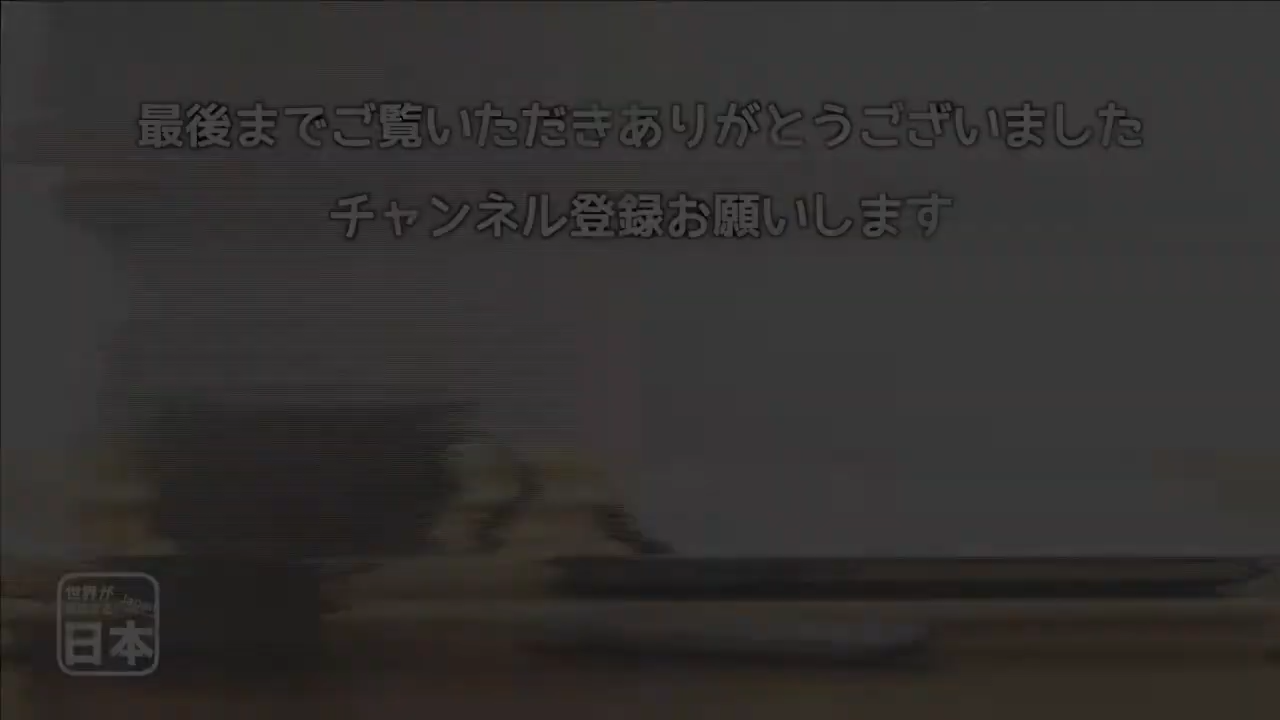 最後までご覧いただきありがとうございました
チャンネル登録お願いします
世界が
日本